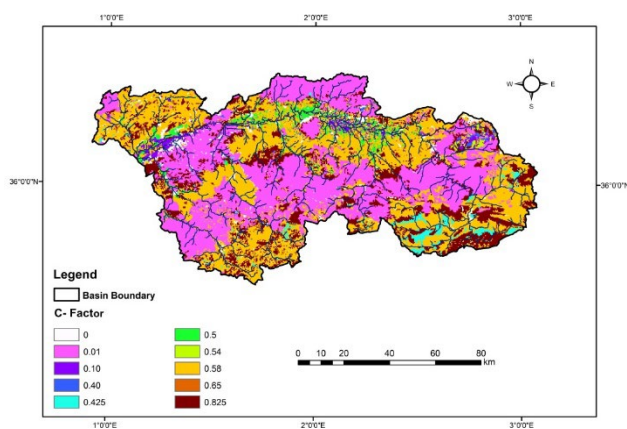 1°0'0"E 2°0'0"E 3°0'0"E
N
W E
S
36°0'0"N 36°0'0"N
Legend
Basin Boundary
C- Factor
0 0.5
0.01 0.54
0.10 0.58
0.40 0.65
0.425 0.825
0 10 20 40 60 80
km
1°0'0"E 2°0'0"E 3°0'0"E